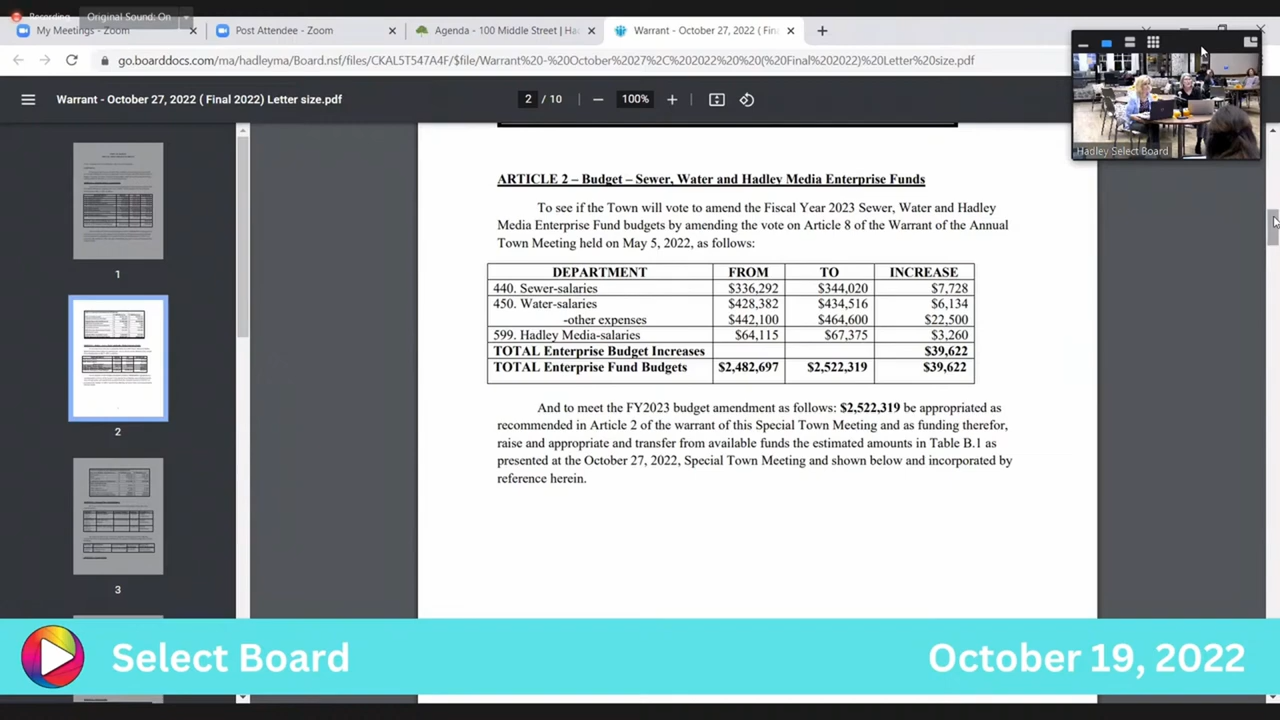 Recording
Original Sound: On
My Meetings - Zoom
Post Attendee - Zoom
Agenda - 100 Middle Street | Ha
Warrant - October 27, 2022 ( Fin
go.boarddocs.com/ma/hadleyma/Board.nsf/files/
/$file/Warrant%20-%20October%2027%2C%202022%20%20(%20Final%202022)%20Letter%20size.pdf
Warrant - October 27, 2022 ( Final 2022) Letter size.pdf
2 / 10
100%
Hadley Select Board
1
2
3
ARTICLE 2 – Budget – Sewer, Water and Hadley Media Enterprise Funds
To see if the Town will vote to amend the Fiscal Year 2023 Sewer, Water and Hadley
Media Enterprise Fund budgets by amending the vote on Article 8 of the Warrant of the Annual
Town Meeting held on May 5, 2022, as follows:
DEPARTMENT FROM TO INCREASE
440. Sewer-salaries $336,292 $344,020 $7,728
450. Water-salaries $428,382 $434,516 $6,134
-other expenses $442,100 $464,600 $22,500
599. Hadley Media-salaries $64,115 $67,375 $3,260
TOTAL Enterprise Budget Increases $39,622
TOTAL Enterprise Fund Budgets $2,482,697 $2,522,319 $39,622
And to meet the FY2023 budget amendment as follows: $2,522,319 be appropriated as
recommended in Article 2 of the warrant of this Special Town Meeting and as funding therefor,
raise and appropriate and transfer from available funds the estimated amounts in Table B.1 as
presented at the October 27, 2022, Special Town Meeting and shown below and incorporated by
reference herein.
Select Board
October 19, 2022